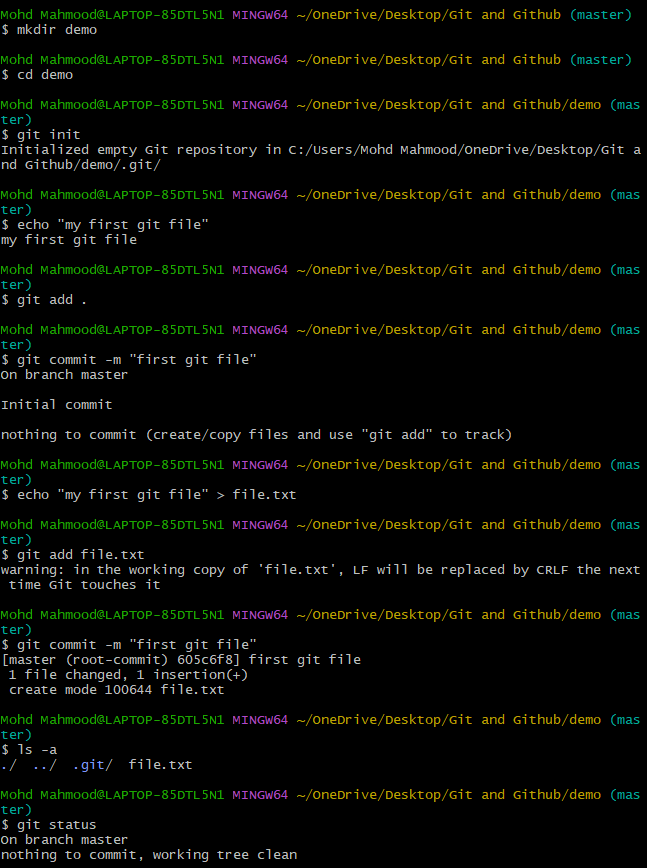 Mohd Mahmood@LAPTOP-85DTL5N1 MINGW64 ~/OneDrive/Desktop/Git and Github (master)
$ mkdir demo
Mohd Mahmood@LAPTOP-85DTL5N1 MINGW64 ~/OneDrive/Desktop/Git and Github (master)
$ cd demo
Mohd Mahmood@LAPTOP-85DTL5N1 MINGW64 ~/OneDrive/Desktop/Git and Github/demo (mas
ter)
$ git init
Initialized empty Git repository in C:/Users/Mohd Mahmood/OneDrive/Desktop/Git a
nd Github/demo/.git/
Mohd Mahmood@LAPTOP-85DTL5N1 MINGW64 ~/OneDrive/Desktop/Git and Github/demo (mas
ter)
$ echo "my first git file"
my first git file
Mohd Mahmood@LAPTOP-85DTL5N1 MINGW64 ~/OneDrive/Desktop/Git and Github/demo (mas
ter)
$ git add .
Mohd Mahmood@LAPTOP-85DTL5N1 MINGW64 ~/OneDrive/Desktop/Git and Github/demo (mas
ter)
$ git commit -m "first git file"
On branch master
Initial commit
nothing to commit (create/copy files and use "git add" to track)
Mohd Mahmood@LAPTOP-85DTL5N1 MINGW64 ~/OneDrive/Desktop/Git and Github/demo (mas
ter)
$ echo "my first git file" > file.txt
Mohd Mahmood@LAPTOP-85DTL5N1 MINGW64 ~/OneDrive/Desktop/Git and Github/demo (mas
ter)
$ git add file.txt
warning: in the working copy of 'file.txt', LF will be replaced by CRLF the next
 time Git touches it
Mohd Mahmood@LAPTOP-85DTL5N1 MINGW64 ~/OneDrive/Desktop/Git and Github/demo (mas
ter)
$ git commit -m "first git file"
[master (root-commit) 605c6f8] first git file
 1 file changed, 1 insertion(+)
 create mode 100644 file.txt
Mohd Mahmood@LAPTOP-85DTL5N1 MINGW64 ~/OneDrive/Desktop/Git and Github/demo (mas
ter)
$ ls -a
./  ../  .git/  file.txt
Mohd Mahmood@LAPTOP-85DTL5N1 MINGW64 ~/OneDrive/Desktop/Git and Github/demo (mas
ter)
$ git status
On branch master
nothing to commit, working tree clean